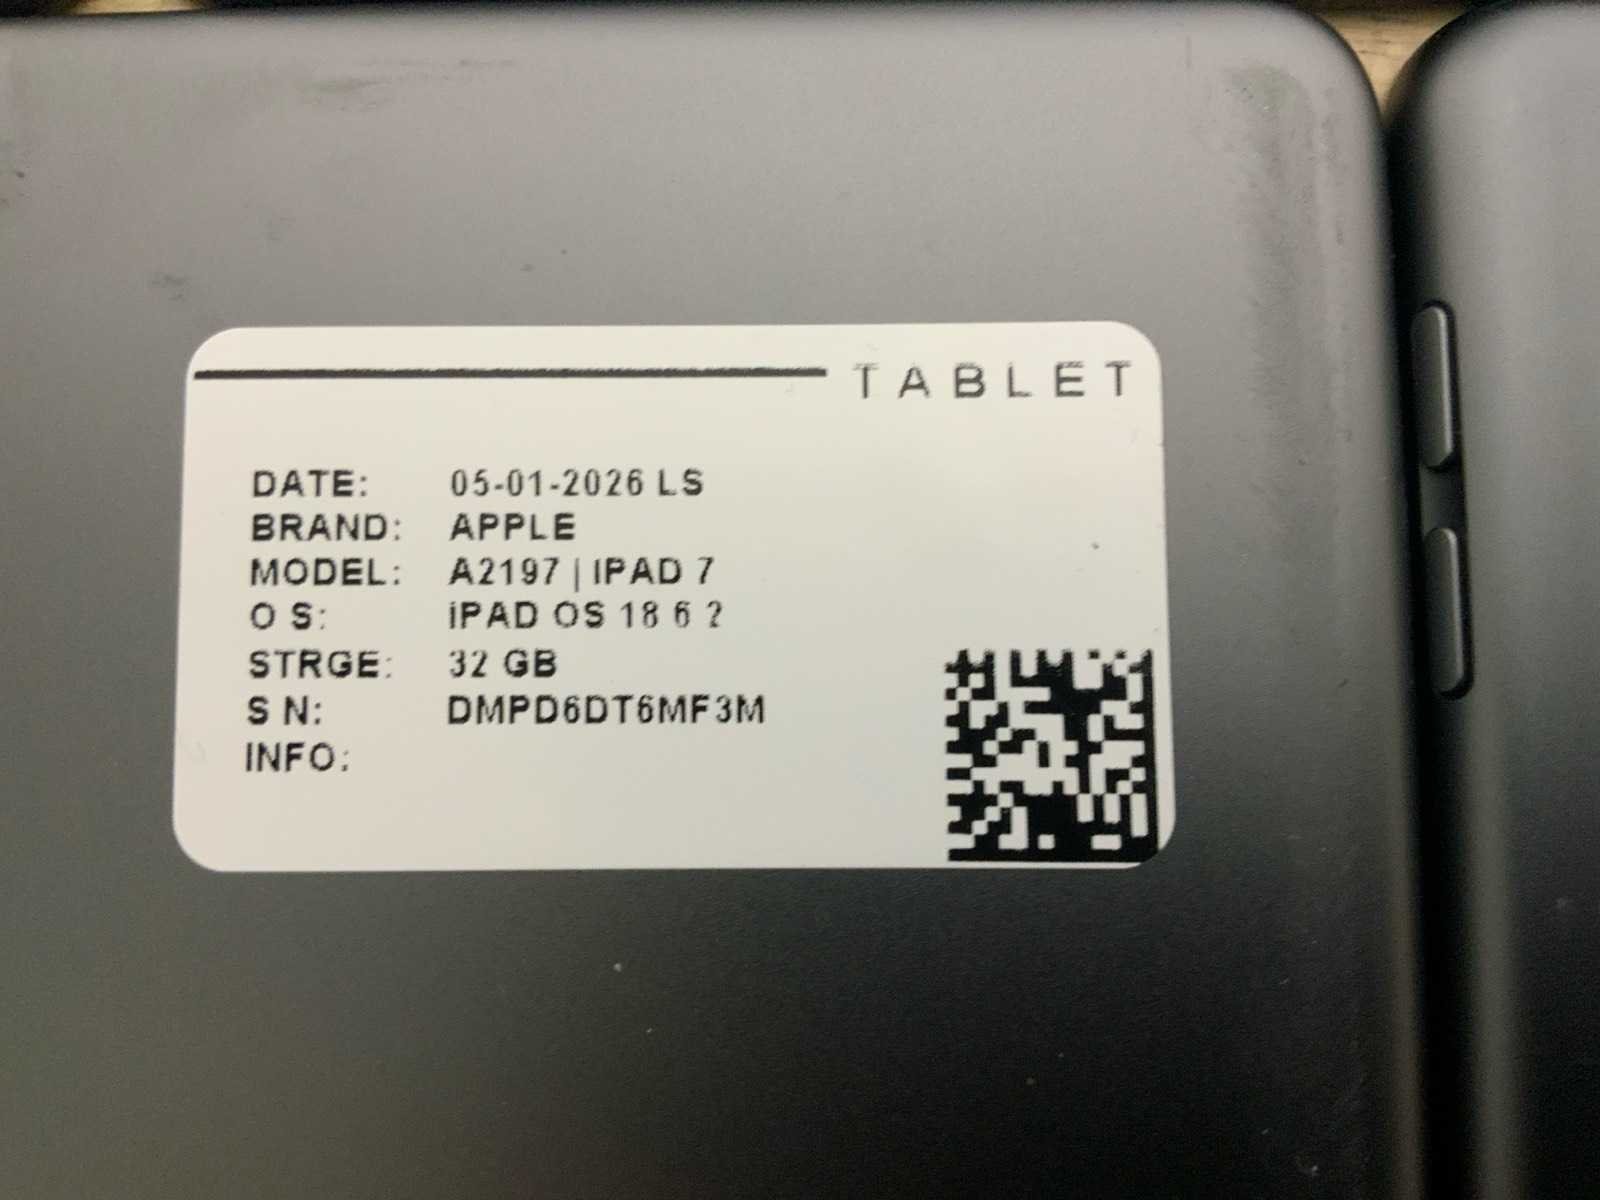 TABLET
DATE: 05-01-2026 LS
BRAND: APPLE
MODEL: A2197 | IPAD 7
O S: iPAD OS 18 6 2
STRGE: 32 GB
S N: DMPD6DT6MF3M
INFO: